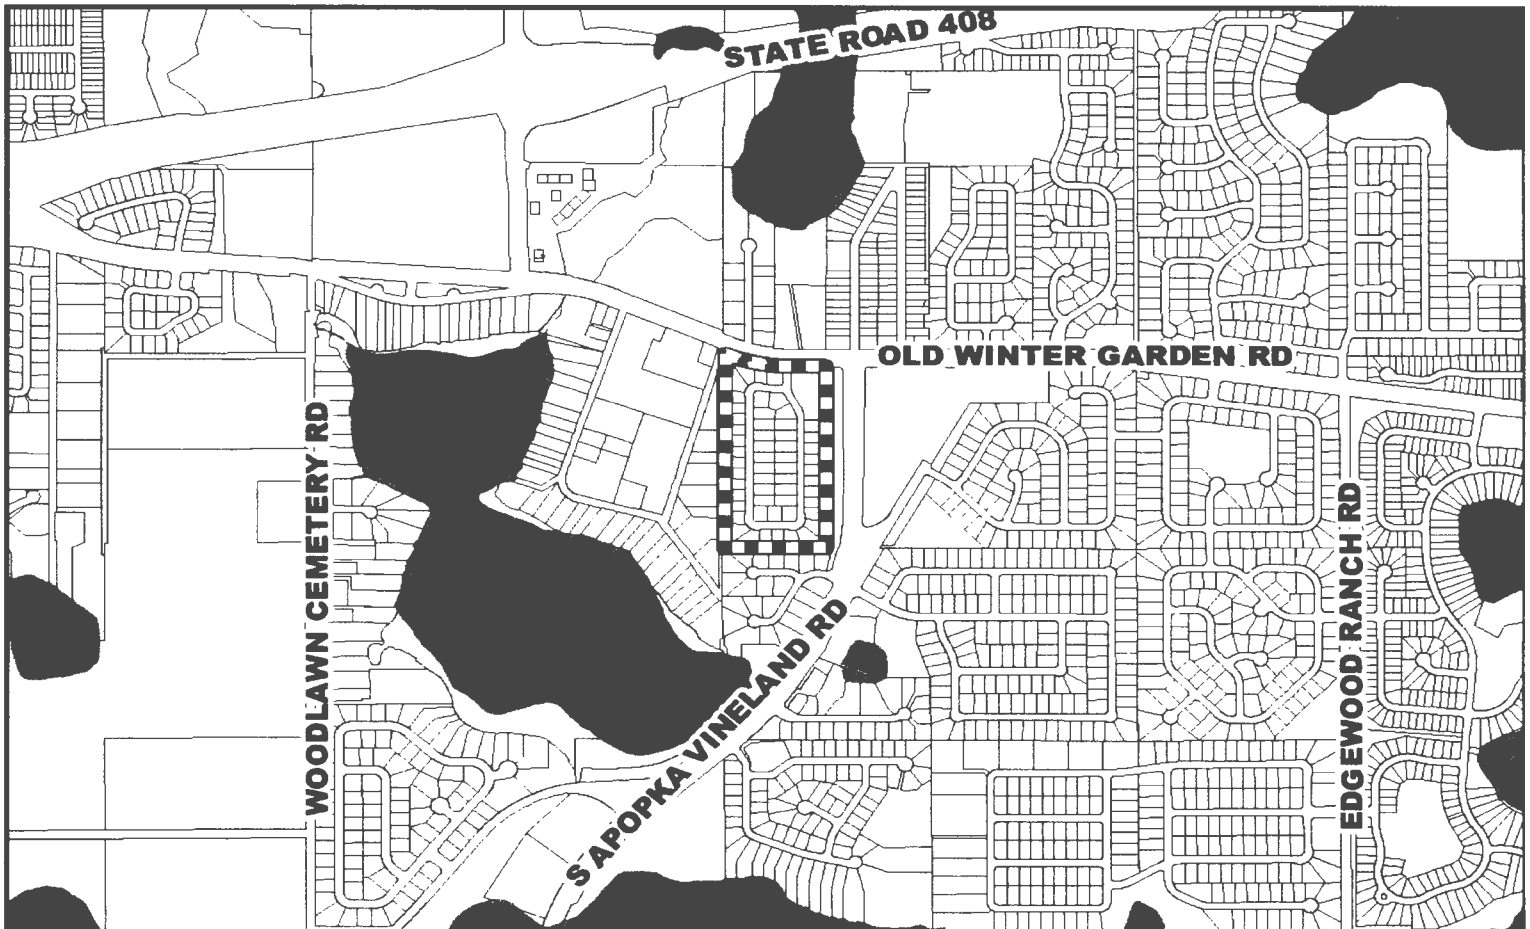 STATE ROAD 408
OLD WINTER GARDEN RD
WOODLAWN CEMETERY RD
EDGEWOOD RANCH RD
S APOPKA VINELAND RD